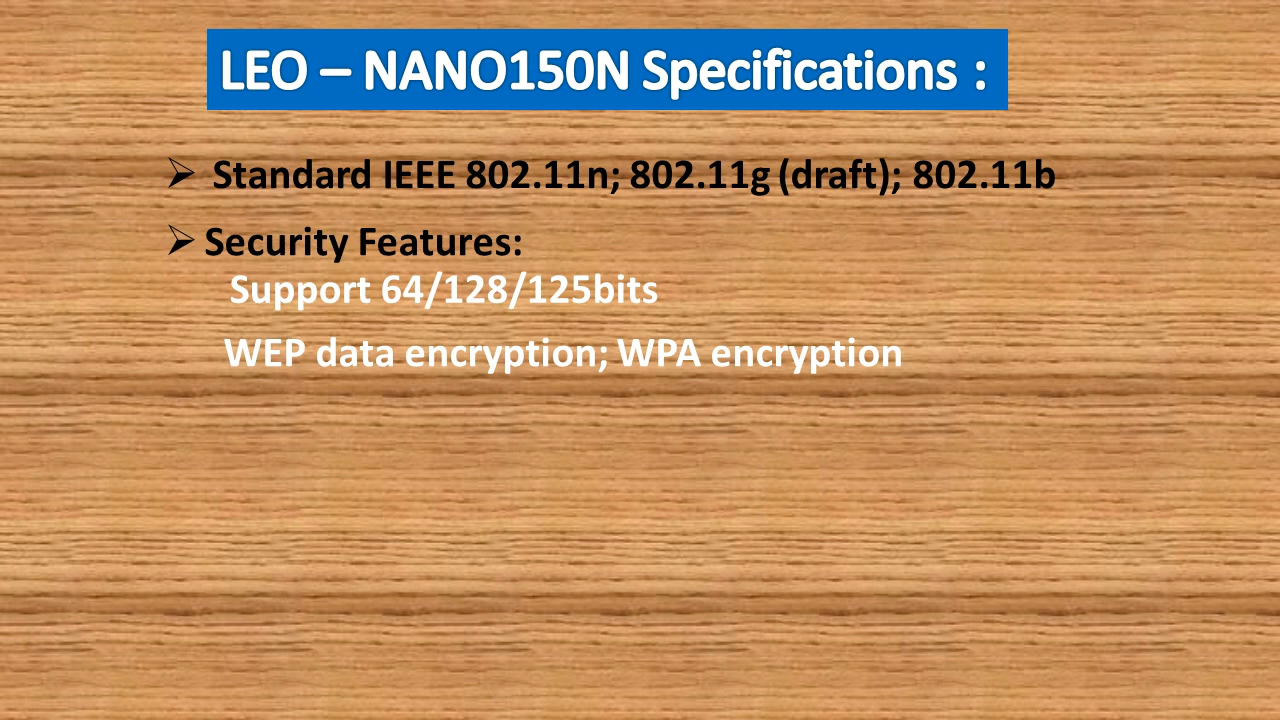 LEO – NANO150N Specifications :
➢ Standard IEEE 802.11n; 802.11g (draft); 802.11b
➢ Security Features:
Support 64/128/125bits
WEP data encryption; WPA encryption